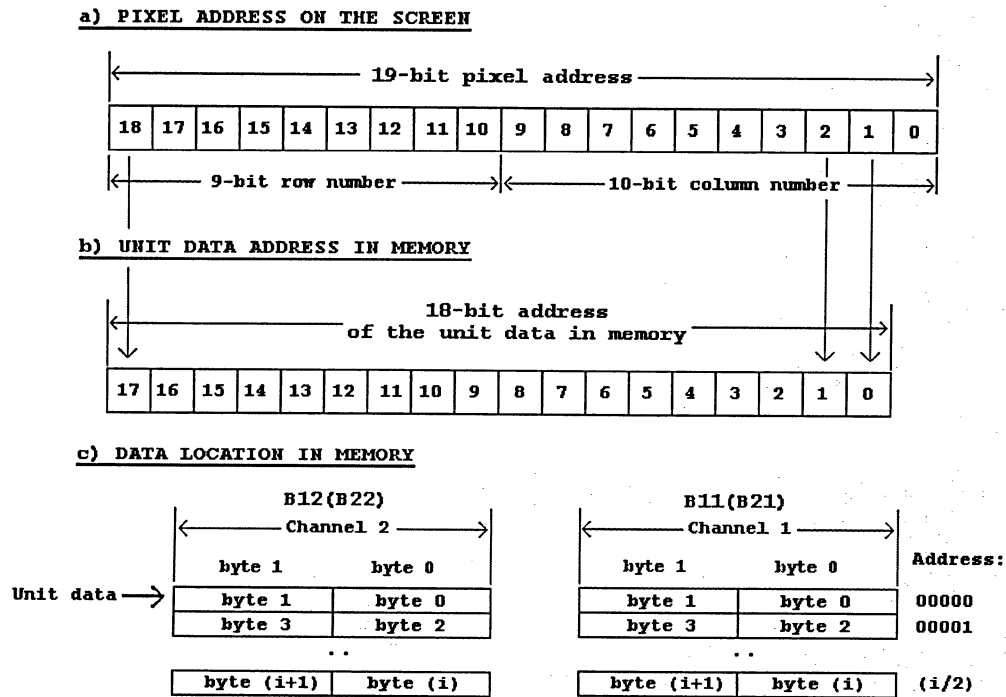 a) PIXEL ADDRESS ON THE SCREEN
19-bit pixel address
18 17 16 15 14 13 12 11 10 9 8 7 6 5 4 3 2 1 0
9-bit row number 10-bit column number
b) UNIT DATA ADDRESS IN MEMORY
18-bit address
of the unit data in memory
17 16 15 14 13 12 11 10 9 8 7 6 5 4 3 2 1 0
c) DATA LOCATION IN MEMORY
B12(B22) B11(B21)
Channel 2 Channel 1
byte 1 byte 0 byte 1 byte 0 Address:
Unit data byte 1 byte 0 byte 1 byte 0 00000
byte 3 byte 2 byte 3 byte 2 00001
.. ..
byte (i+1) byte (i) byte (i+1) byte (i) (i/2)